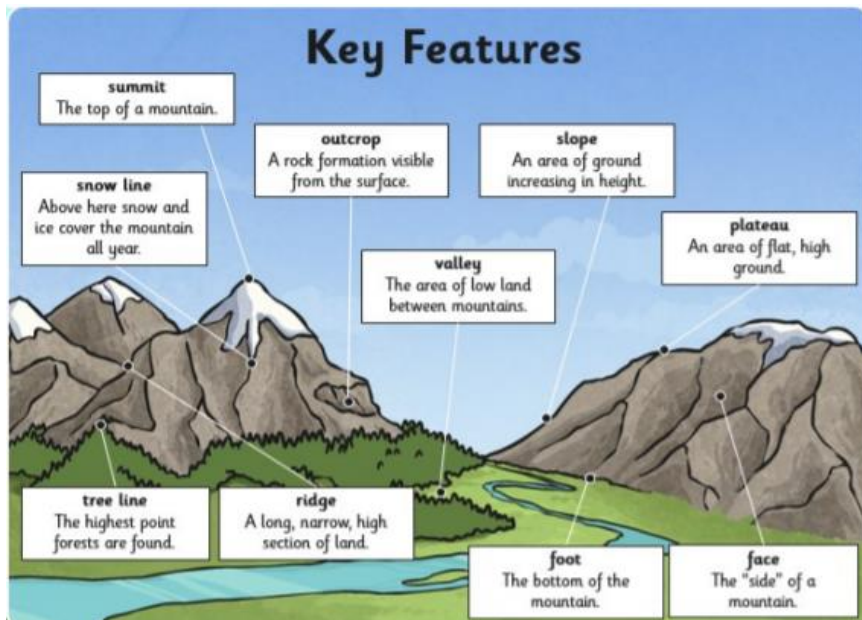 Key Features
summit
The top of a mountain.
outcrop
A rock formation visible
from the surface.
slope
An area of ground
increasing in height.
snow line
Above here snow and
ice cover the mountain
all year.
plateau
An area of flat, high
ground.
valley
The area of low land
between mountains.
tree line
The highest point
forests are found.
ridge
A long, narrow, high
section of land.
foot
The bottom of the
mountain.
face
The "side" of a
mountain.